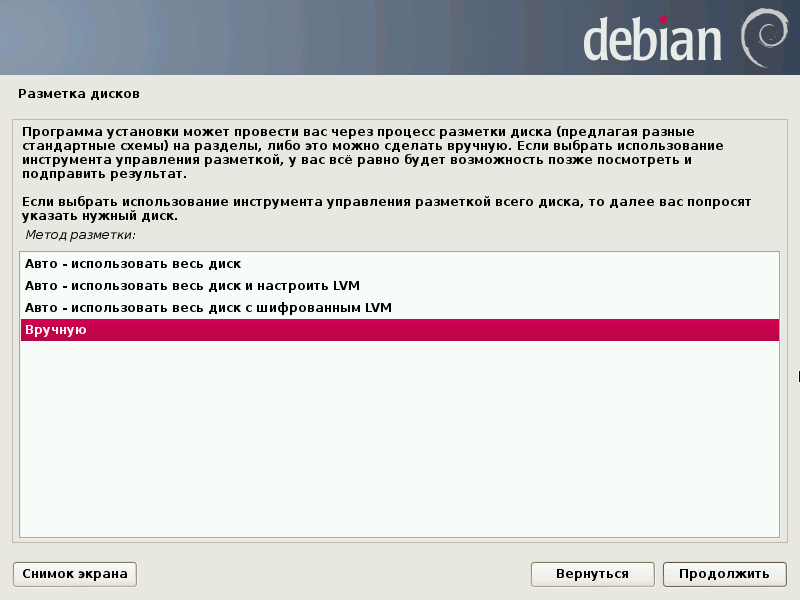 debian
Разметка дисков
Программа установки может провести вас через процесс разметки диска (предлагая разные
стандартные схемы) на разделы, либо это можно сделать вручную. Если выбрать использование
инструмента управления разметкой, у вас всё равно будет возможность позже посмотреть и
подправить результат.
Если выбрать использование инструмента управления разметкой всего диска, то далее вас попросят
указать нужный диск.
Метод разметки:
Авто - использовать весь диск
Авто - использовать весь диск и настроить LVM
Авто - использовать весь диск с шифрованным LVM
Вручную
Снимок экрана
Вернуться
Продолжить